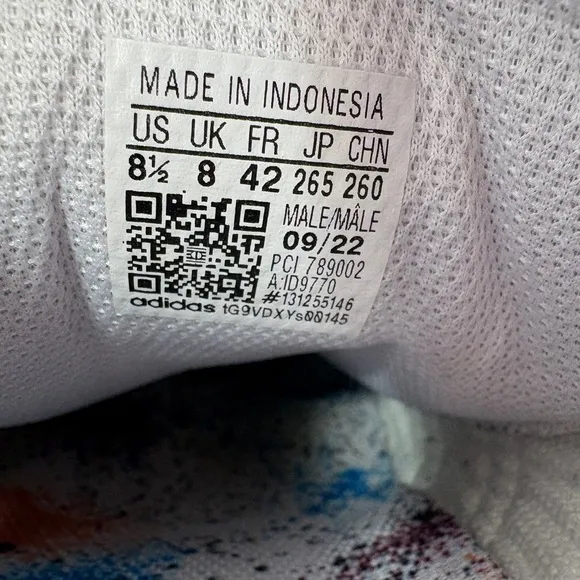 MADE IN INDONESIA
US UK FR JP CHN
8½ 8 42 265 260
MALE/MÂLE
09/22
PCI 789002
A:ID9770
#131255146
adidas tG9VDXYs00145